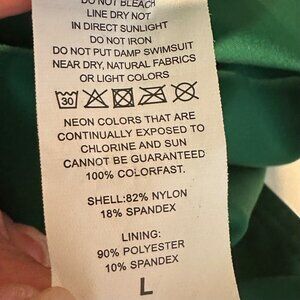 DO NOT BLEACH
LINE DRY NOT
IN DIRECT SUNLIGHT
DO NOT IRON
DO NOT PUT DAMP SWIMSUIT
NEAR DRY, NATURAL FABRICS
OR LIGHT COLORS
30
NEON COLORS THAT ARE
CONTINUALLY EXPOSED TO
CHLORINE AND SUN
CANNOT BE GUARANTEED
100% COLORFAST.
SHELL:82% NYLON
18% SPANDEX
LINING:
90% POLYESTER
10% SPANDEX
L